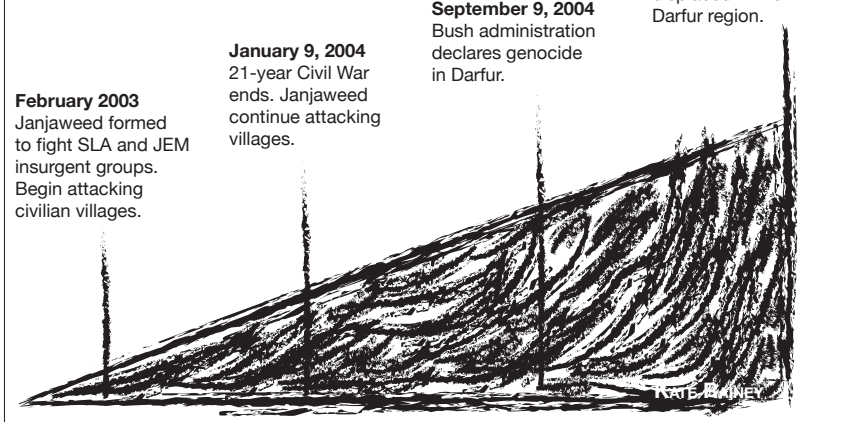 February 2003
Janjaweed formed
to fight SLA and JEM
insurgent groups.
Begin attacking
civilian villages.
January 9, 2004
21-year Civil War
ends. Janjaweed
continue attacking
villages.
September 9, 2004
Bush administration
declares genocide
in Darfur.
Darfur region.
KATE RAINEY